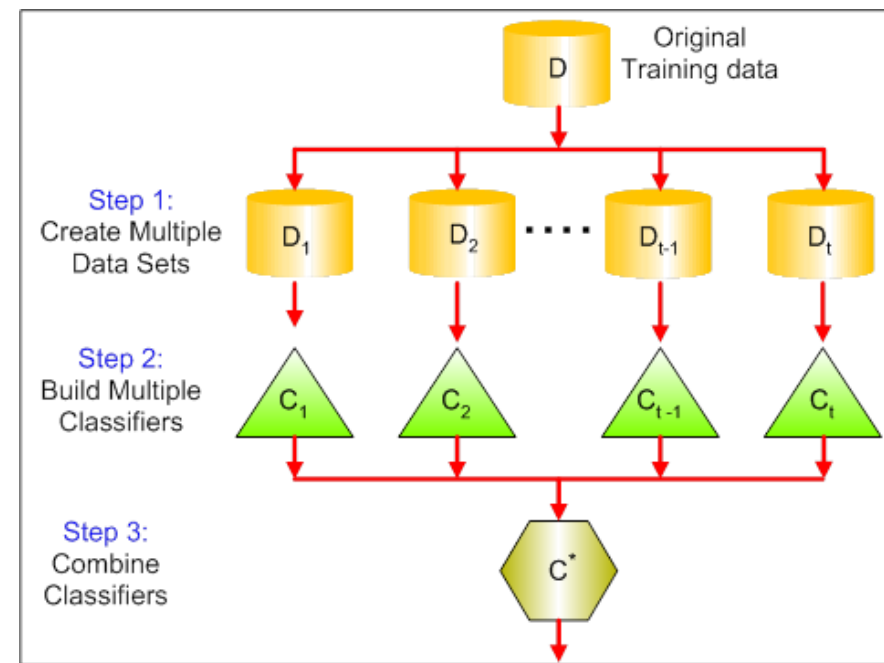 Original
Training data
D
Step 1:
Create Multiple
Data Sets
D₁
D₂
....
Dₜ₋₁
Dₜ
Step 2:
Build Multiple
Classifiers
C₁
C₂
Cₜ₋₁
Cₜ
Step 3:
Combine
Classifiers
C*